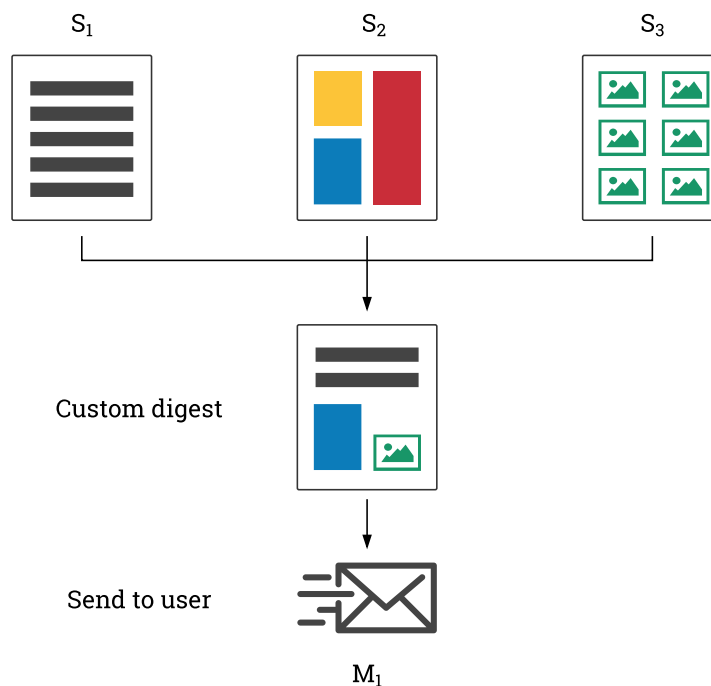 S₁
S₂
S₃
Custom digest
Send to user
M₁